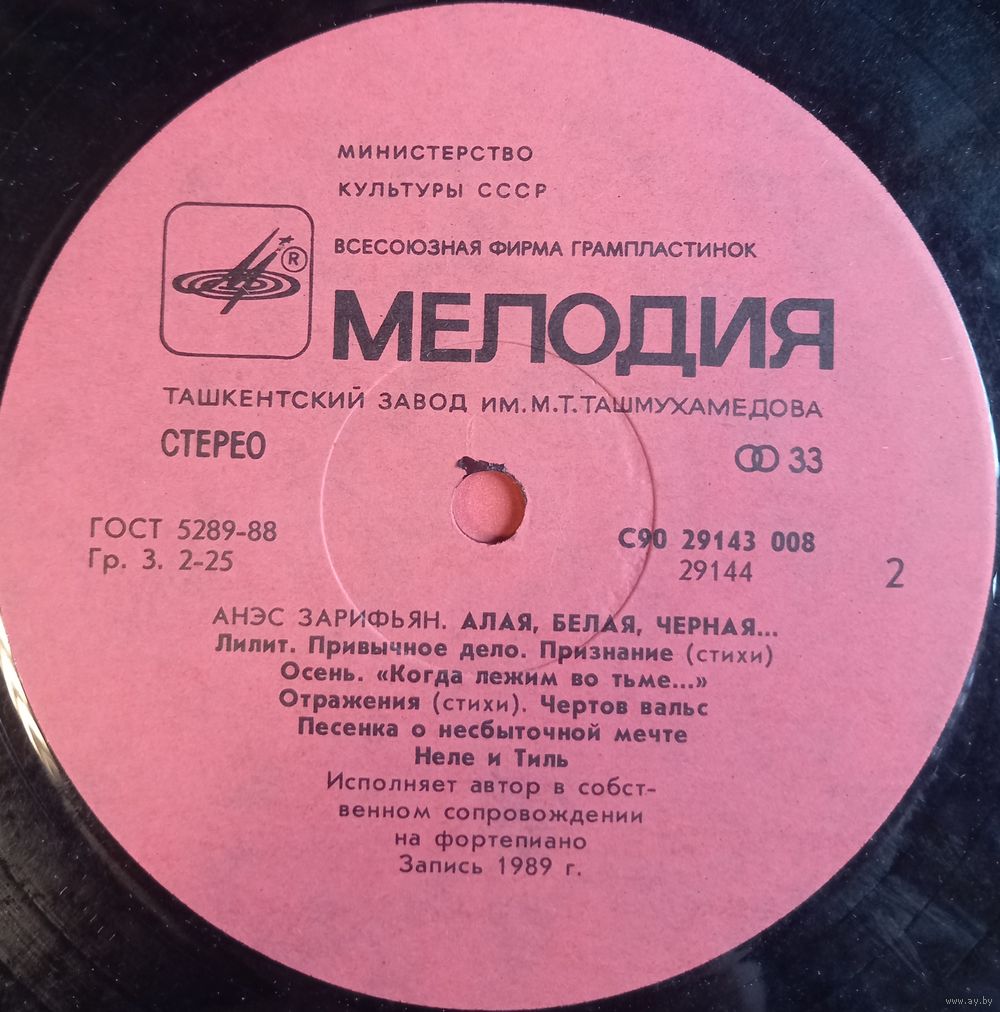 МИНИСТЕРСТВО
КУЛЬТУРЫ СССР
ВСЕСОЮЗНАЯ ФИРМА ГРАМПЛАСТИНОК
®
МЕЛОДИЯ
ТАШКЕНТСКИЙ ЗАВОД ИМ. М.Т. ТАШМУХАМЕДОВА
СТЕРЕО
33
ГОСТ 5289-88
Гр. 3. 2-25
С90 29143 008
29144
2
АНЭС ЗАРИФЬЯН. АЛАЯ, БЕЛАЯ, ЧЕРНАЯ...
Лилит. Привычное дело. Признание (стихи)
Осень. «Когда лежим во тьме...»
Отражения (стихи). Чертов вальс
Песенка о несбыточной мечте
Неле и Тиль
Исполняет автор в собст-
венном сопровождении
на фортепиано
Запись 1989 г.
www.ay.by